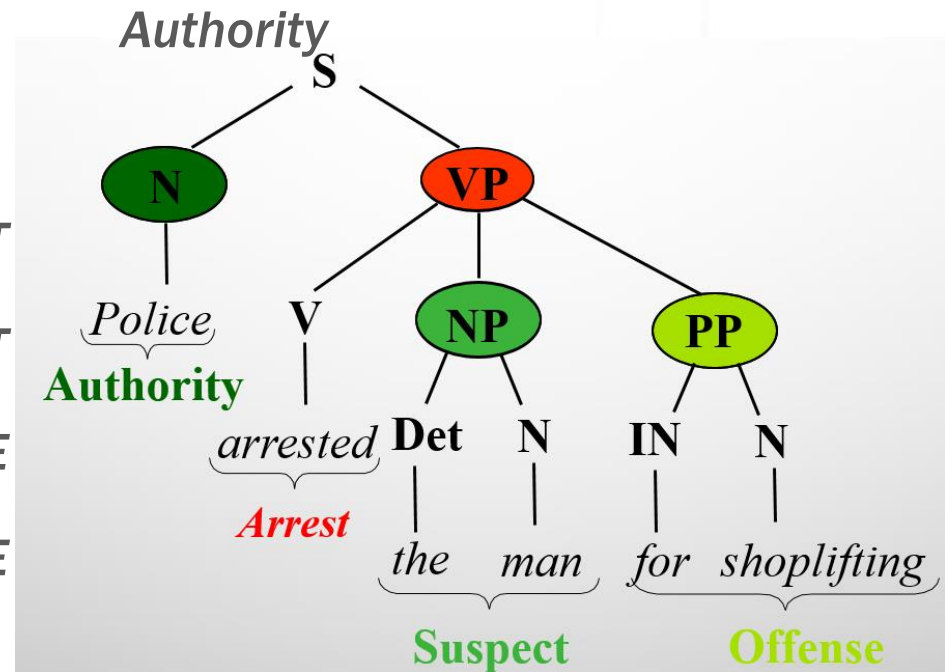 Authority
S
N VP
T
Police V NP PP
T
Authority
arrested Det N IN N
E
Arrest
the man for shoplifting
E
Suspect Offense